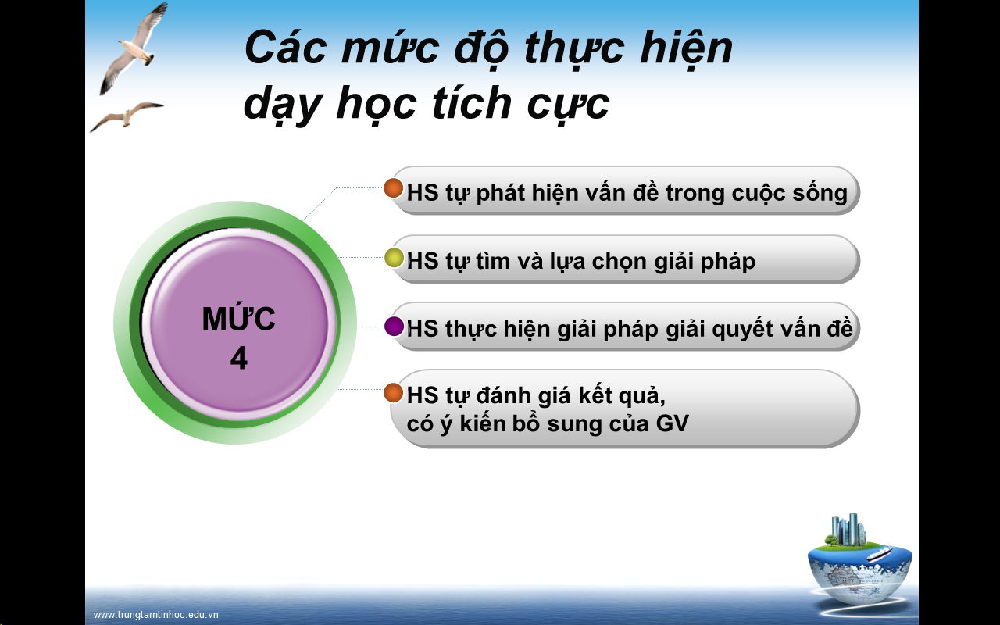 Các mức độ thực hiện
dạy học tích cực
HS tự phát hiện vấn đề trong cuộc sống
HS tự tìm và lựa chọn giải pháp
MỨC
4
HS thực hiện giải pháp giải quyết vấn đề
HS tự đánh giá kết quả,
có ý kiến bổ sung của GV
www.trungtamtinhoc.edu.vn